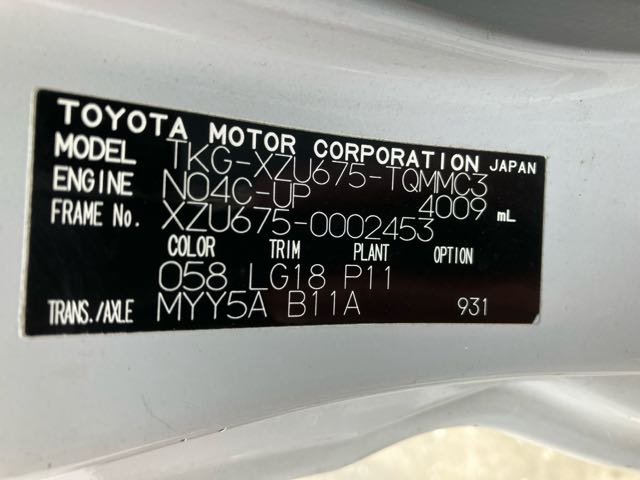 TOYOTA MOTOR CORPORATION JAPAN
MODEL TKG-XZU675-TQMMC3
ENGINE N04C-UP 4009 mL
FRAME No. XZU675-0002453
COLOR TRIM PLANT OPTION
058 LG18 P11
TRANS./AXLE MYY5A B11A 931